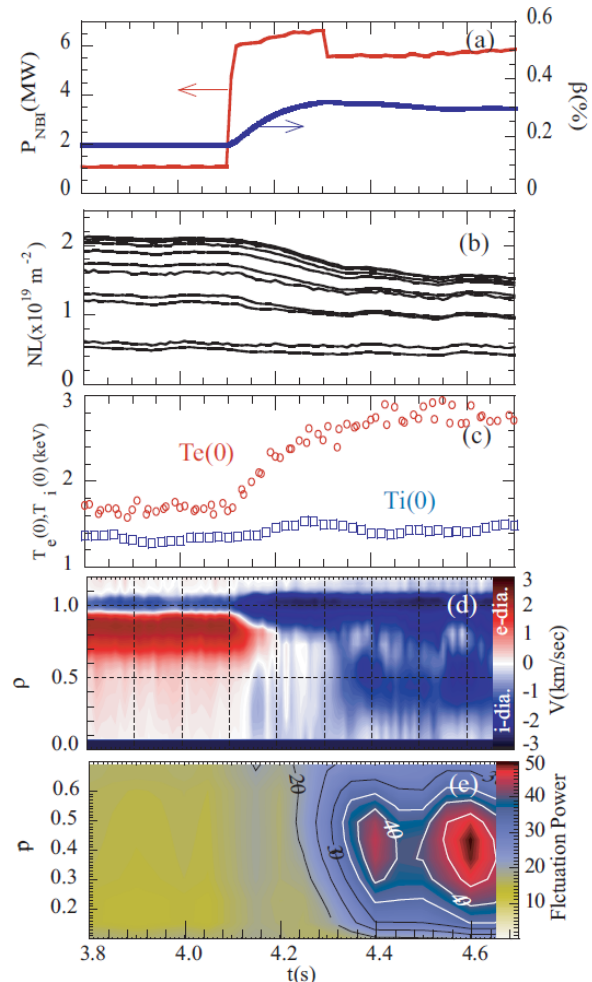 (a)
P_NBI(MW)
6
4
2
0
0.6
0.4
0.2
0
β(%)
(b)
NL(x10^19 m^-2)
2
1
0
(c)
T_e(0),T_i(0) (keV)
3
2
1
Te(0)
Ti(0)
(d)
ρ
1.0
0.5
0.0
e-dia.
i-dia.
3
2
1
0
-1
-2
-3
V(km/sec)
(e)
ρ
0.6
0.5
0.4
0.3
0.2
20
30
40
40
50
40
30
20
10
Flctuation Power
3.8 4.0 4.2 4.4 4.6
t(s)